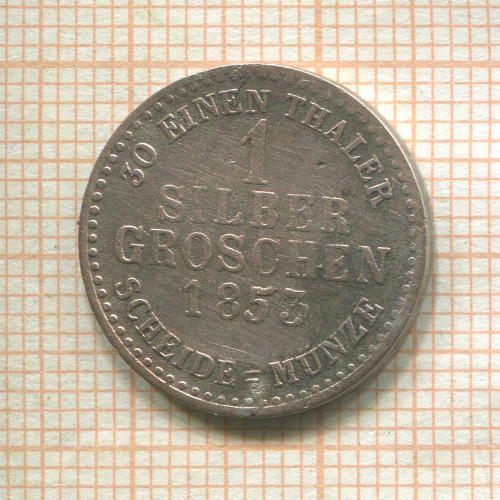 30 EINEN THALER
1
SILBER
GROSCHEN
1853
SCHEIDE=MÜNZE